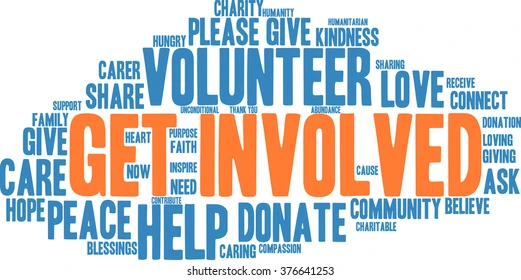 CHARITY
HUMANITY
HUMANITARIAN
PLEASE GIVE
KINDNESS
HUNGRY
VOLUNTEER
SHARING
CARER
LOVE
RECEIVE
SHARE
CONNECT
SUPPORT
UNCONDITIONAL
THANK YOU
ABUNDANCE
FAMILY
GET INVOLVED
DONATION
GIVE
HEART
PURPOSE
FAITH
LOVING
GIVING
CARE
NOW
INSPIRE
NEED
CAUSE
ASK
HOPE
PEACE
CONTRIBUTE
HELP
DONATE
COMMUNITY
BELIEVE
CHARITABLE
BLESSINGS
CARING
COMPASSION
shutterstock.com · 376641253